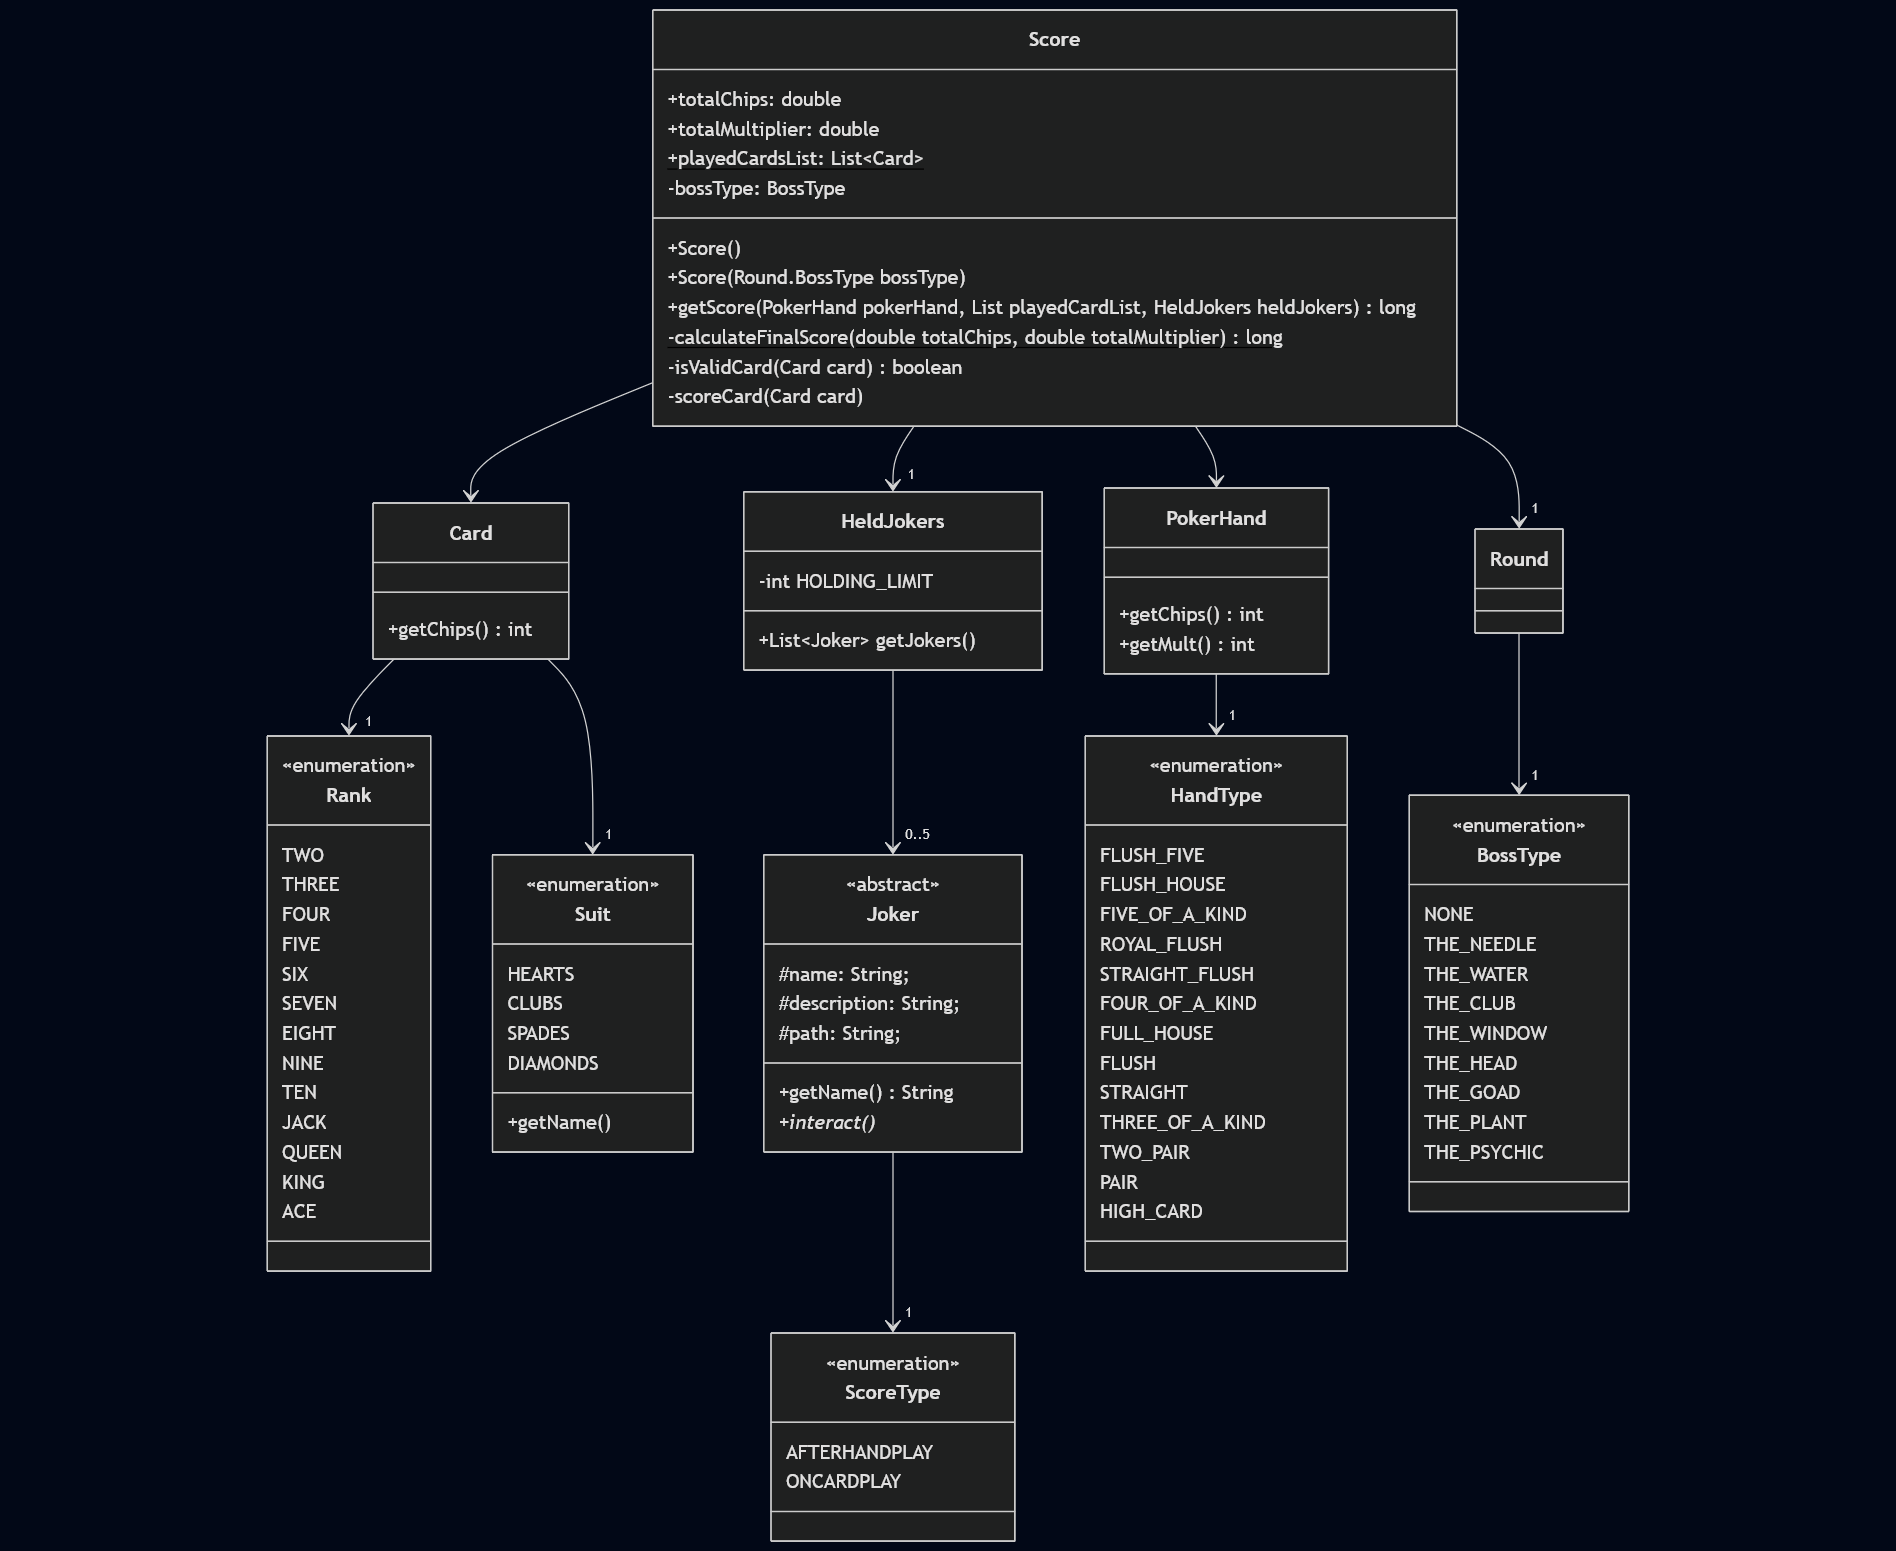 Score
+totalChips: double
+totalMultiplier: double
+playedCardsList: List<Card>
-bossType: BossType
+Score()
+Score(Round.BossType bossType)
+getScore(PokerHand pokerHand, List playedCardList, HeldJokers heldJokers) : long
-calculateFinalScore(double totalChips, double totalMultiplier) : long
-isValidCard(Card card) : boolean
-scoreCard(Card card)
1
1
Card
+getChips() : int
HeldJokers
-int HOLDING_LIMIT
+List<Joker> getJokers()
PokerHand
+getChips() : int
+getMult() : int
Round
1
1
0..5
1
1
«enumeration»
Rank
TWO
THREE
FOUR
FIVE
SIX
SEVEN
EIGHT
NINE
TEN
JACK
QUEEN
KING
ACE
«enumeration»
Suit
HEARTS
CLUBS
SPADES
DIAMONDS
+getName()
«abstract»
Joker
#name: String;
#description: String;
#path: String;
+getName() : String
+interact()
«enumeration»
HandType
FLUSH_FIVE
FLUSH_HOUSE
FIVE_OF_A_KIND
ROYAL_FLUSH
STRAIGHT_FLUSH
FOUR_OF_A_KIND
FULL_HOUSE
FLUSH
STRAIGHT
THREE_OF_A_KIND
TWO_PAIR
PAIR
HIGH_CARD
«enumeration»
BossType
NONE
THE_NEEDLE
THE_WATER
THE_CLUB
THE_WINDOW
THE_HEAD
THE_GOAD
THE_PLANT
THE_PSYCHIC
1
«enumeration»
ScoreType
AFTERHANDPLAY
ONCARDPLAY